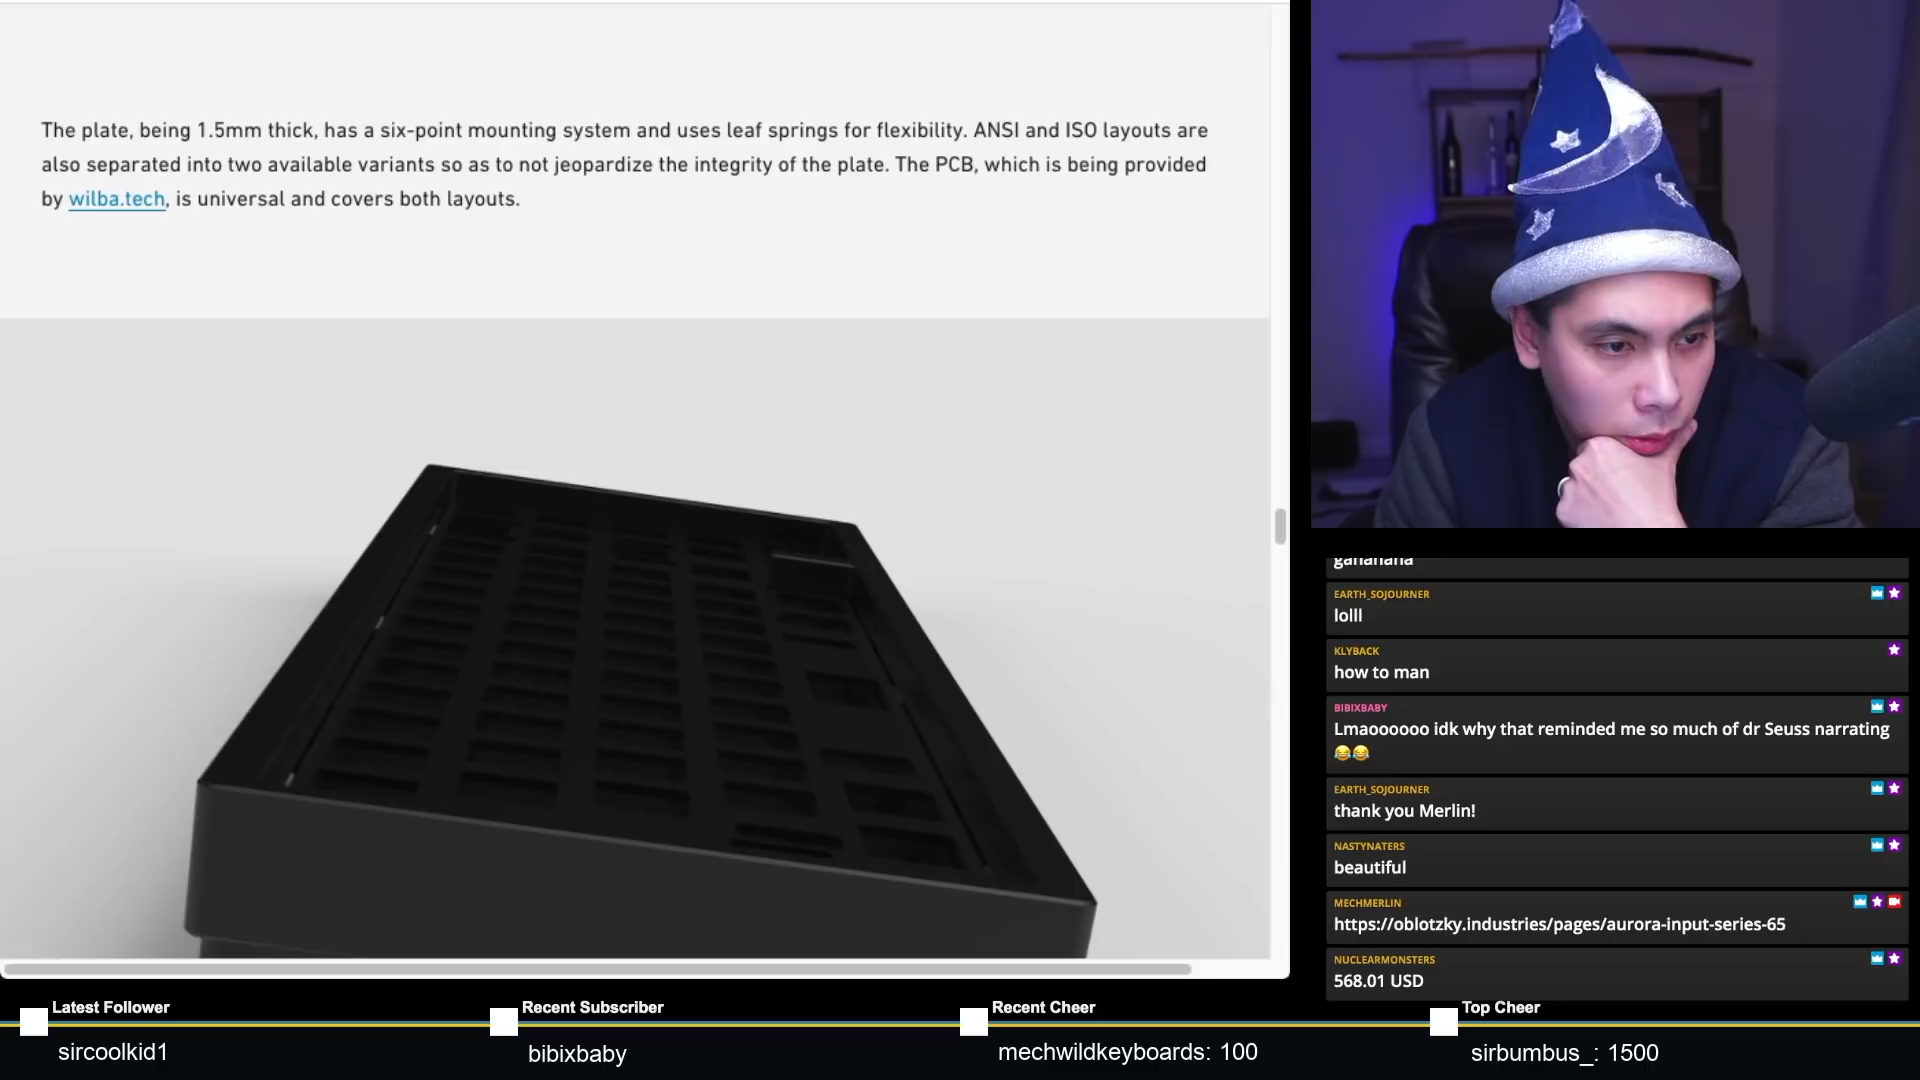 The plate, being 1.5mm thick, has a six-point mounting system and uses leaf springs for flexibility. ANSI and ISO layouts are
also separated into two available variants so as to not jeopardize the integrity of the plate. The PCB, which is being provided
by wilba.tech, is universal and covers both layouts.
EARTH_SOJOURNER
lolll
KLYBACK
how to man
BIBIXBABY
Lmaoooooo idk why that reminded me so much of dr Seuss narrating
😂😂
EARTH_SOJOURNER
thank you Merlin!
NASTYNATERS
beautiful
MECHMERLIN
https://oblotzky.industries/pages/aurora-input-series-65
NUCLEARMONSTERS
568.01 USD
Latest Follower
sircoolkid1
Recent Subscriber
bibixbaby
Recent Cheer
mechwildkeyboards: 100
Top Cheer
sirbumbus_: 1500